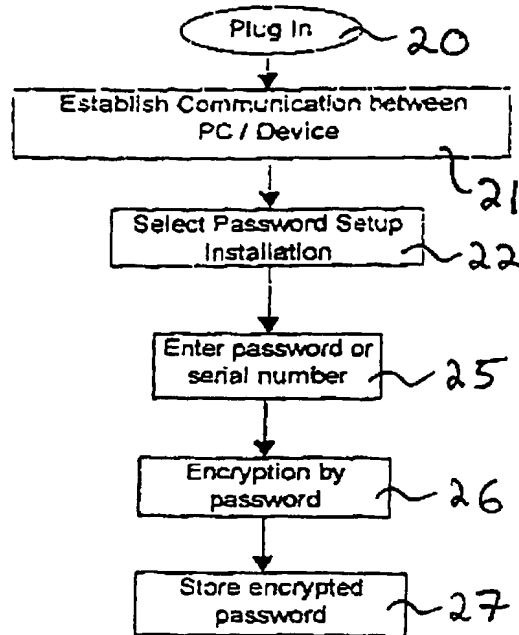 Plug In
20
Establish Communication between
PC / Device
21
Select Password Setup
Installation
22
Enter password or
serial number
25
Encryption by
password
26
Store encrypted
password
27